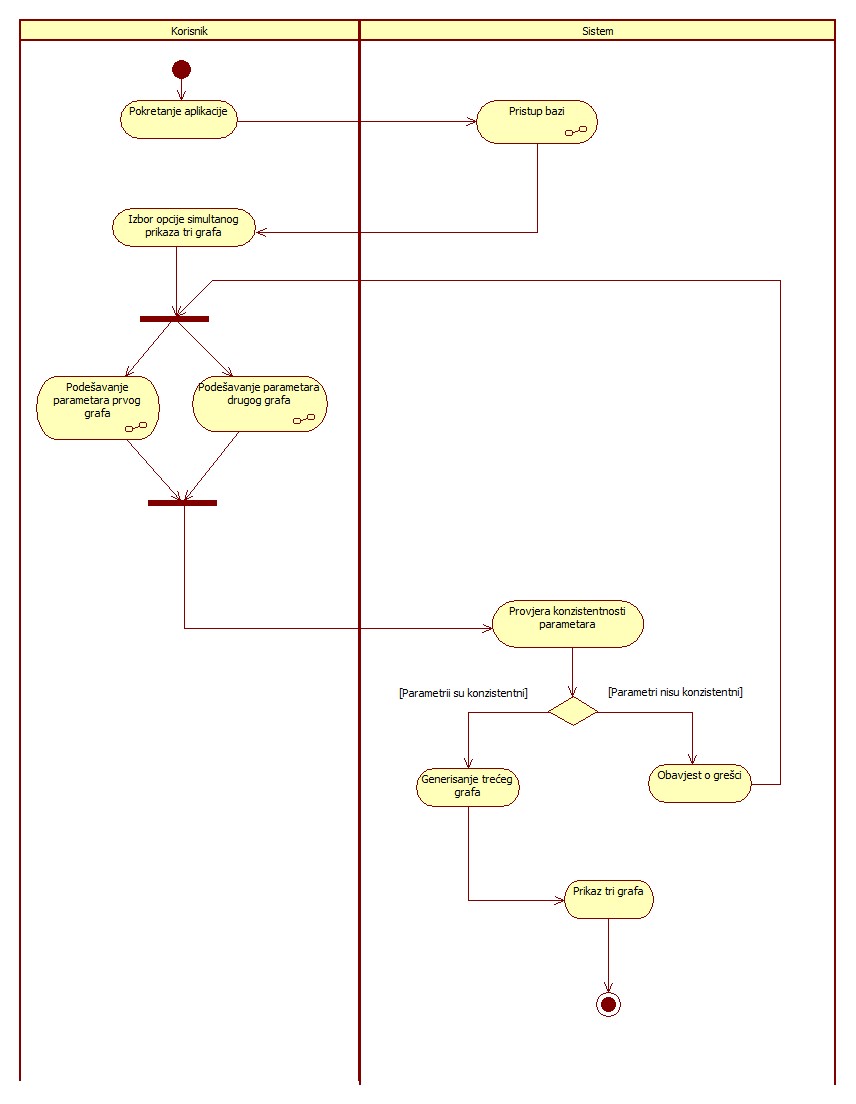 Korisnik
Sistem
Pokretanje aplikacije
Pristup bazi
Izbor opcije simultanog
prikaza tri grafa
Podešavanje
parametara prvog
grafa
Podešavanje parametara
drugog grafa
Provjera konzistentnosti
parametara
[Parametrii su konzistentni]
[Parametri nisu konzistentni]
Generisanje trećeg
grafa
Obavjest o grešci
Prikaz tri grafa